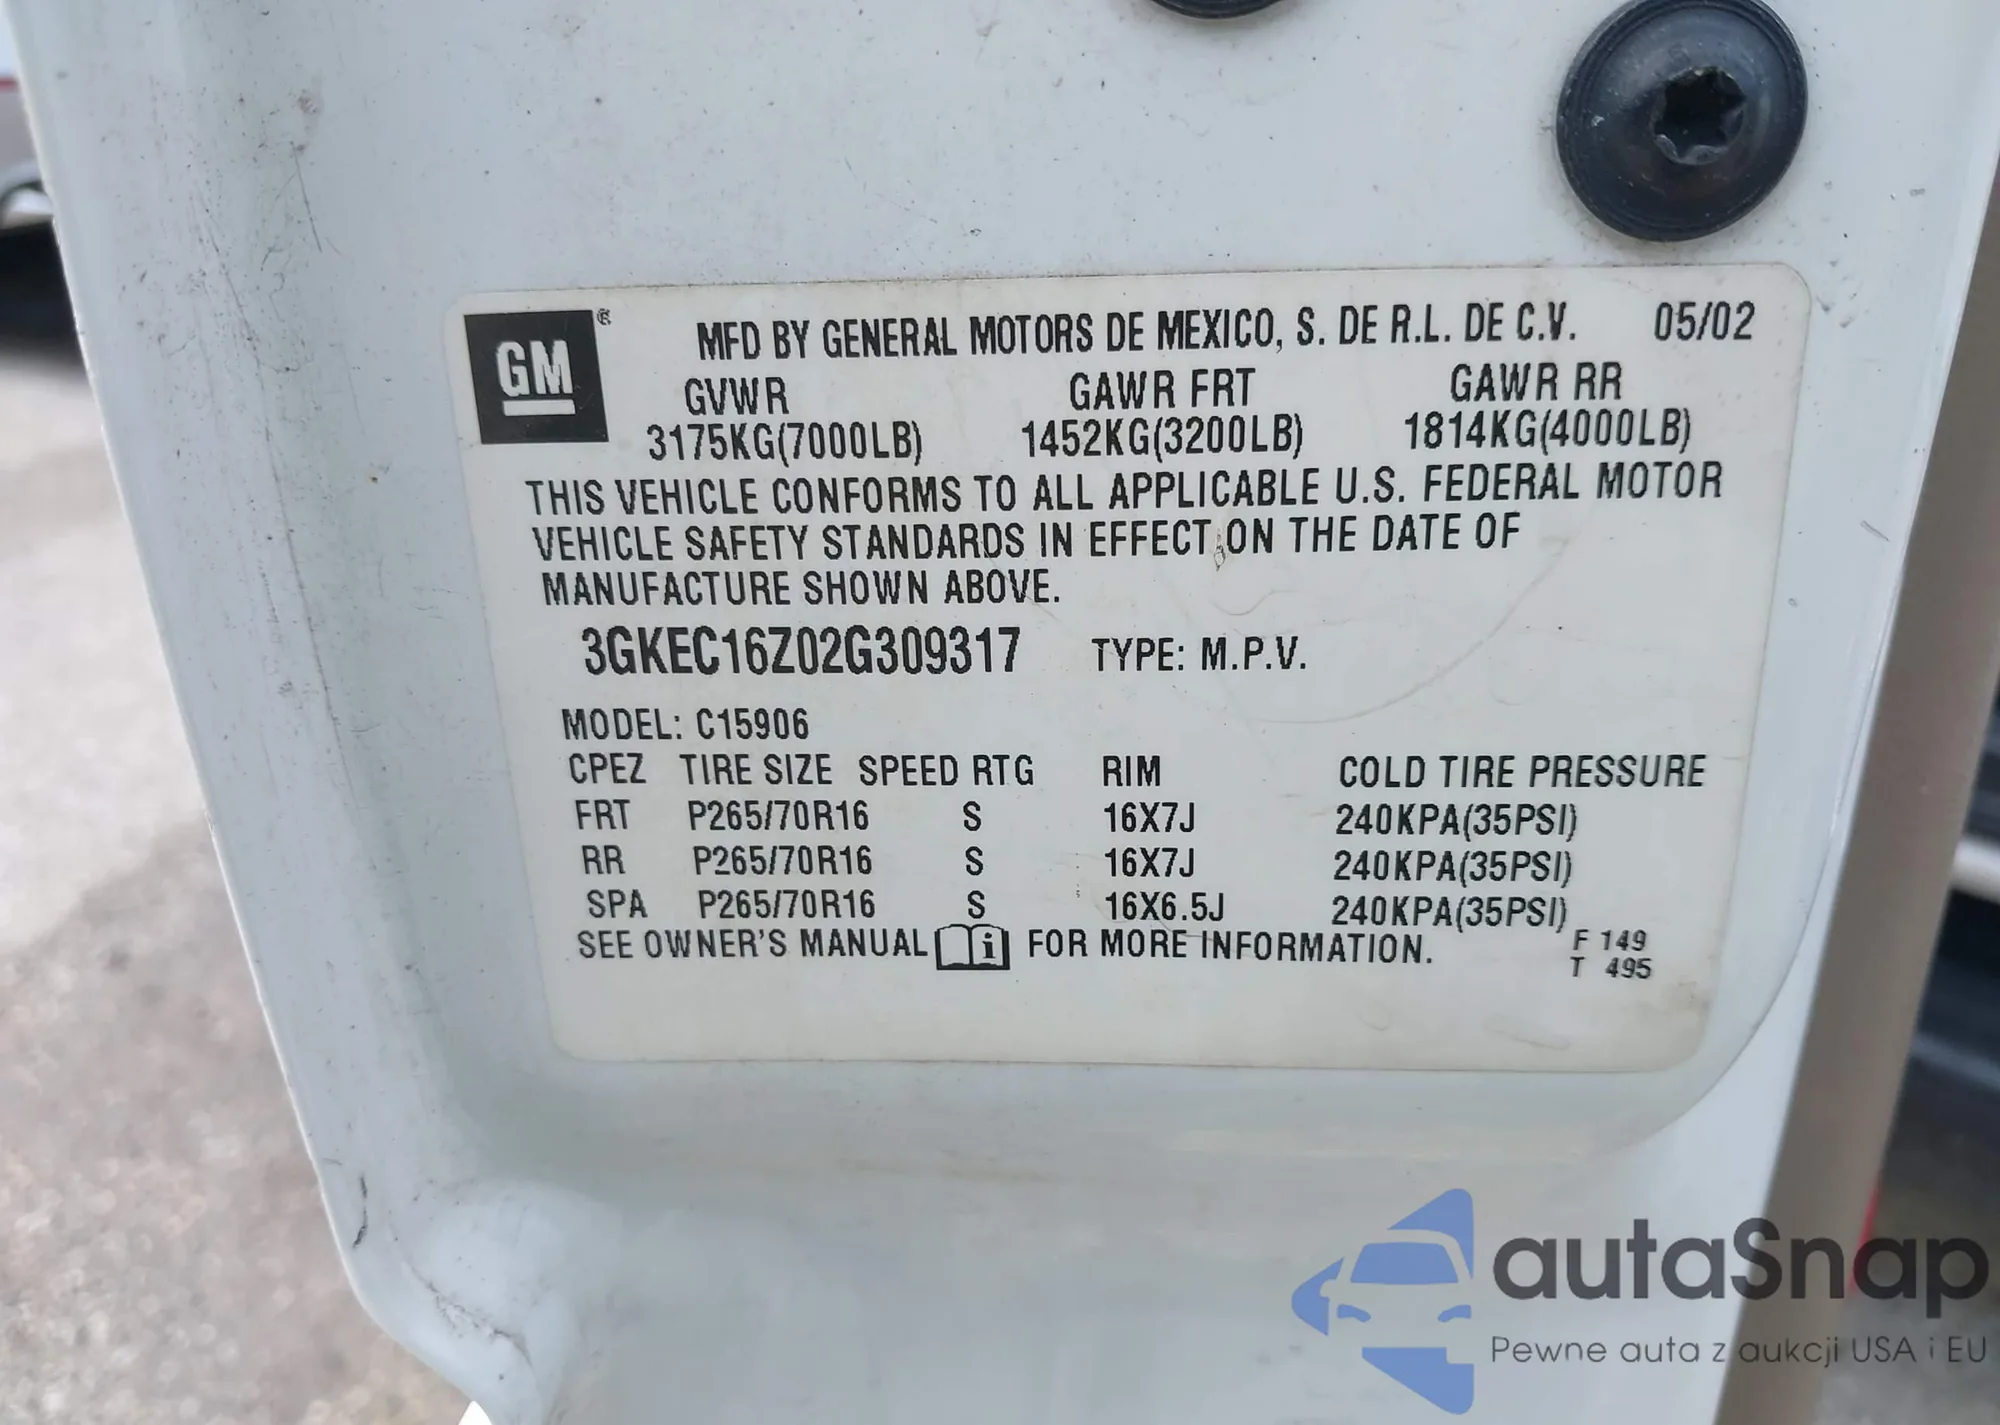 GM ®
MFD BY GENERAL MOTORS DE MEXICO, S. DE R.L. DE C.V. 05/02
GVWR GAWR FRT GAWR RR
3175KG(7000LB) 1452KG(3200LB) 1814KG(4000LB)
THIS VEHICLE CONFORMS TO ALL APPLICABLE U.S. FEDERAL MOTOR
VEHICLE SAFETY STANDARDS IN EFFECT ON THE DATE OF
MANUFACTURE SHOWN ABOVE.
3GKEC16Z02G309317 TYPE: M.P.V.
MODEL: C15906
CPEZ TIRE SIZE SPEED RTG RIM COLD TIRE PRESSURE
FRT P265/70R16 S 16X7J 240KPA(35PSI)
RR P265/70R16 S 16X7J 240KPA(35PSI)
SPA P265/70R16 S 16X6.5J 240KPA(35PSI)
SEE OWNER'S MANUAL i FOR MORE INFORMATION.
F 149
T 495
autaSnap
Pewne auta z aukcji USA i EU